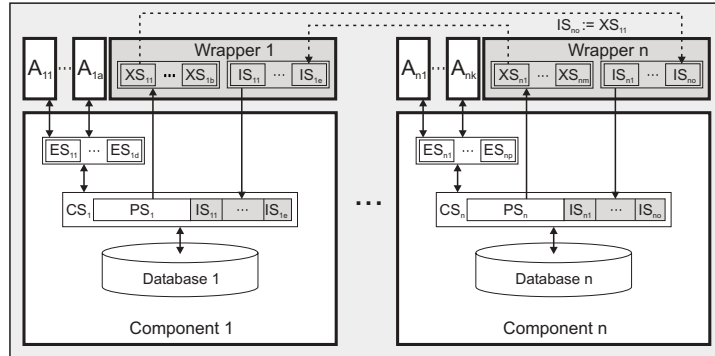 IS_no := XS_11
Wrapper 1
Wrapper n
A_11 ... A_1a
XS_11 ... XS_1b
IS_11 ... IS_1e
A_n1 ... A_nk
XS_n1 ... XS_nm
IS_n1 ... IS_no
ES_11 ... ES_1d
ES_n1 ... ES_np
CS_1 PS_1 IS_11 ... IS_1e
...
CS_n PS_n IS_n1 ... IS_no
Database 1
Database n
Component 1
Component n